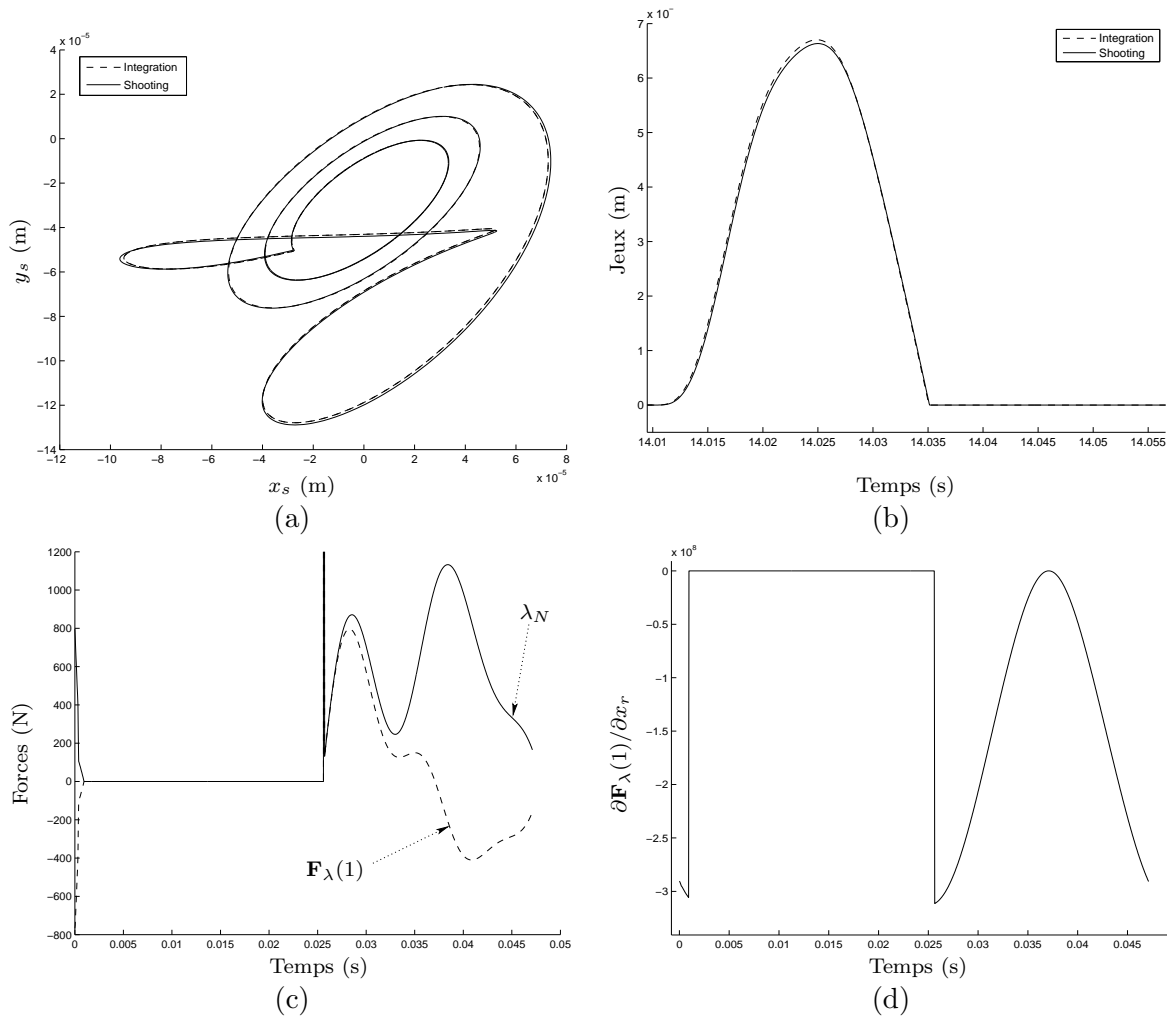 x 10⁻⁵
4
2
0
−2
−4
−6
−8
−10
−12
−14
−12 −10 −8 −6 −4 −2 0 2 4 6 8
x 10⁻⁵
Integration
Shooting
y_s (m)
x_s (m)
(a)
x 10⁻
7
6
5
4
3
2
1
0
14.01 14.015 14.02 14.025 14.03 14.035 14.04 14.045 14.05 14.055
Integration
Shooting
Jeux (m)
Temps (s)
(b)
1200
1000
800
600
400
200
0
−200
−400
−600
−800
0 0.005 0.01 0.015 0.02 0.025 0.03 0.035 0.04 0.045 0.05
λ_N
F_λ(1)
Forces (N)
Temps (s)
(c)
x 10⁸
0
−0.5
−1
−1.5
−2
−2.5
−3
0 0.005 0.01 0.015 0.02 0.025 0.03 0.035 0.04 0.045
∂F_λ(1)/∂x_r
Temps (s)
(d)